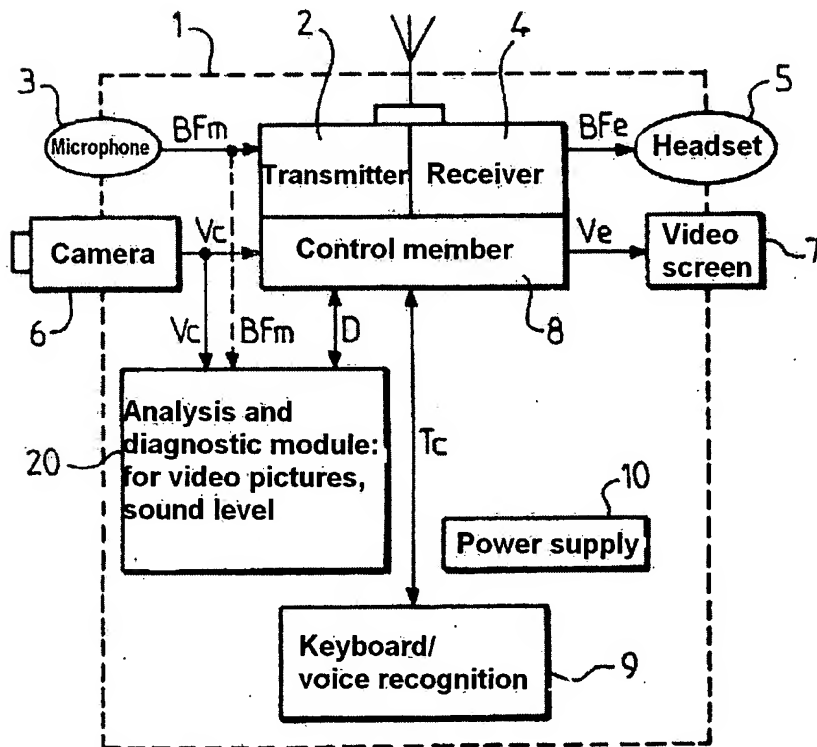 1
2
4
3
5
Microphone
BFm
Transmitter
Receiver
BFe
Headset
Camera
Vc
Control member
Ve
Video
screen
7
6
8
Vc
BFm
D
Tc
20
Analysis and
diagnostic module:
for video pictures,
sound level
10
Power supply
Keyboard/
voice recognition
9